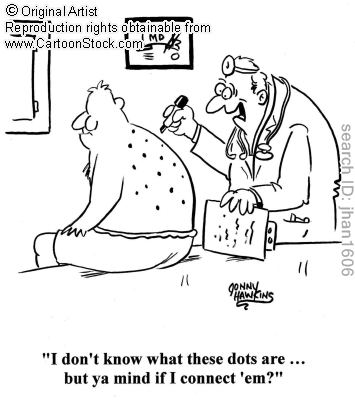 © Original Artist
Reproduction rights obtainable from
www.CartoonStock.com
MD
search ID: jhan1606
JONNY
HAWKINS
"I don't know what these dots are ...
but ya mind if I connect 'em?"